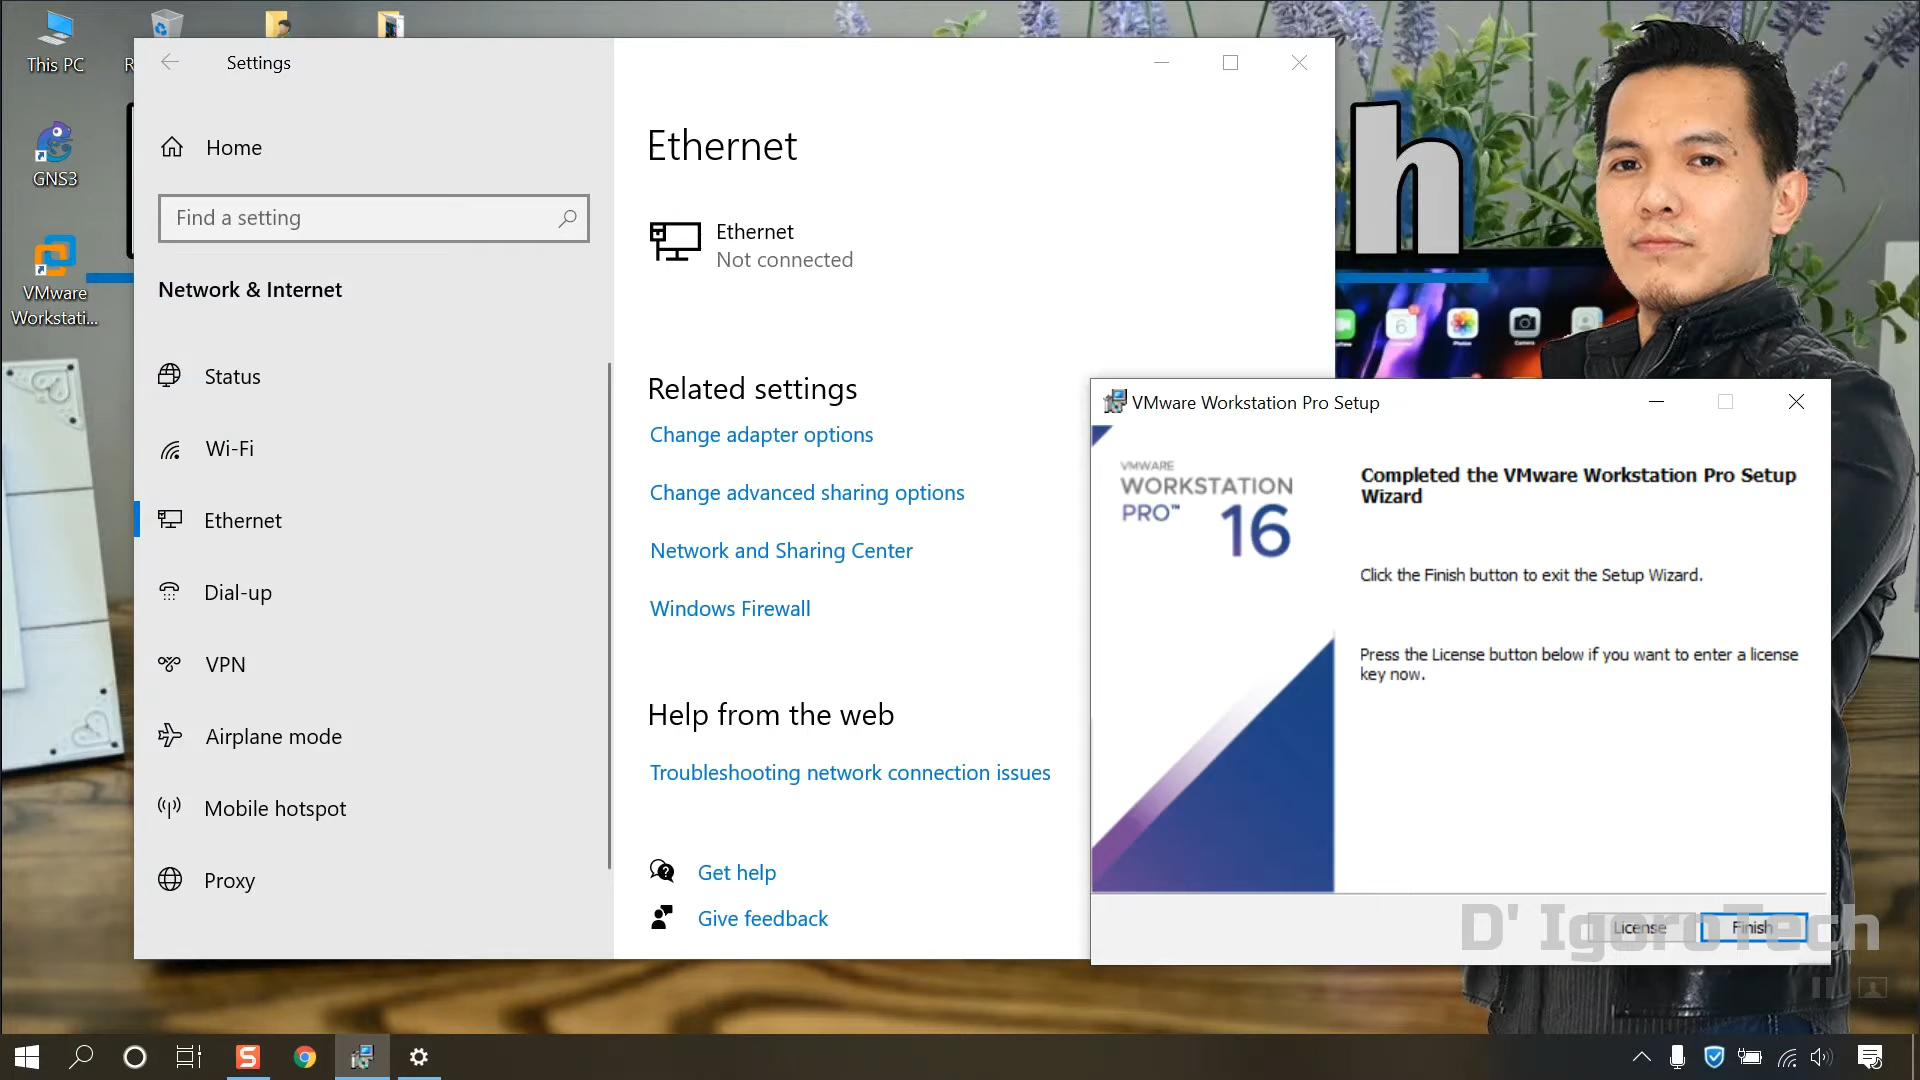 This PC
R
GNS3
VMware
Workstati...
Settings
Home
Find a setting
Network & Internet
Status
Wi-Fi
Ethernet
Dial-up
VPN
Airplane mode
Mobile hotspot
Proxy
Ethernet
Ethernet
Not connected
Related settings
Change adapter options
Change advanced sharing options
Network and Sharing Center
Windows Firewall
Help from the web
Troubleshooting network connection issues
Get help
Give feedback
h
6
Photos
Camera
VMware Workstation Pro Setup
VMWARE
WORKSTATION
PRO™ 16
Completed the VMware Workstation Pro Setup
Wizard
Click the Finish button to exit the Setup Wizard.
Press the License button below if you want to enter a license
key now.
License
Finish
D' IgoroTech